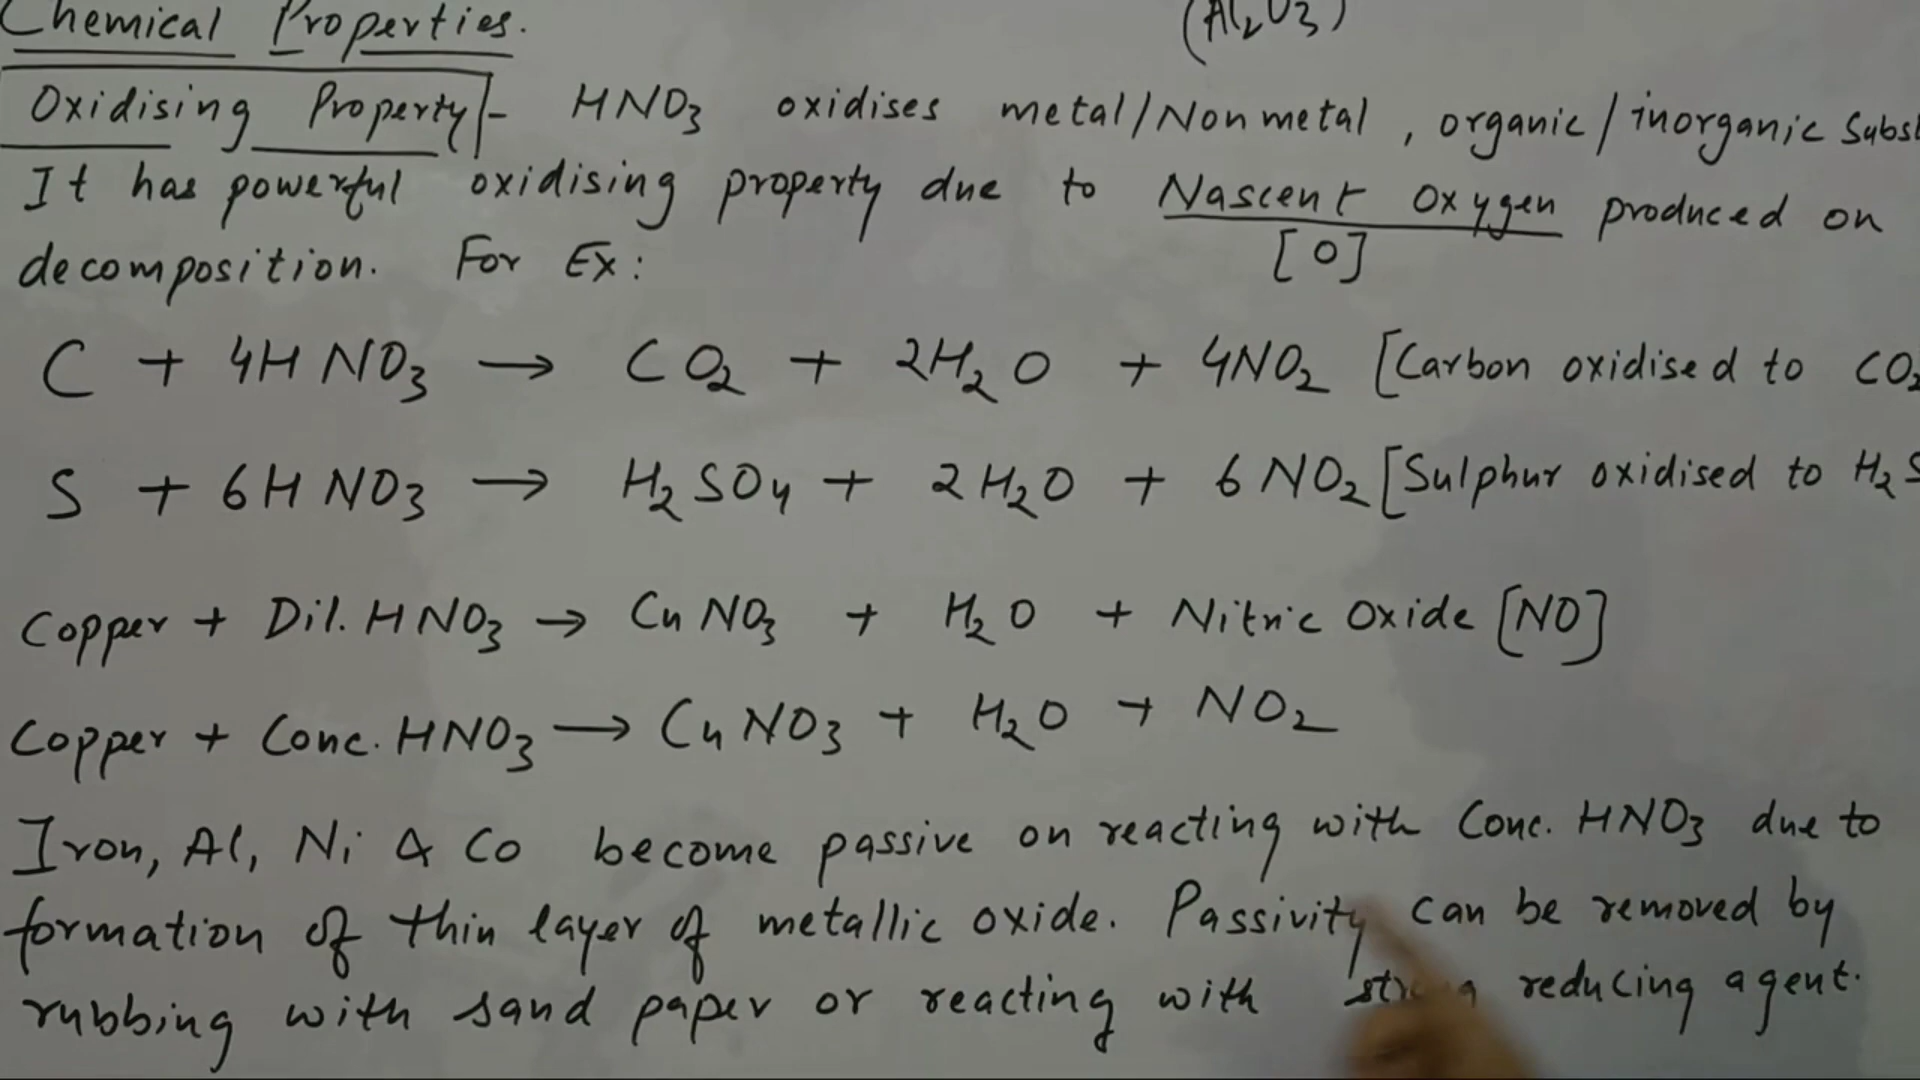 Chemical Properties.
(Al₂O₃)
Oxidising Property - HNO₃ oxidises metal/Nonmetal, organic/inorganic
It has powerful oxidising property due to Nascent Oxygen produced on
[O]
decomposition. For Ex:
C + 4HNO₃ → CO₂ + 2H₂O + 4NO₂ [Carbon oxidised to CO₂
S + 6HNO₃ → H₂SO₄ + 2H₂O + 6NO₂ [Sulphur oxidised to H₂S
Copper + Dil. HNO₃ → CuNO₃ + H₂O + Nitric Oxide [NO]
Copper + Conc. HNO₃ → CuNO₃ + H₂O + NO₂
Iron, Al, Ni & Co become passive on reacting with Conc. HNO₃ due to
formation of thin layer of metallic oxide. Passivity can be removed by
rubbing with sand paper or reacting with strong reducing agent.